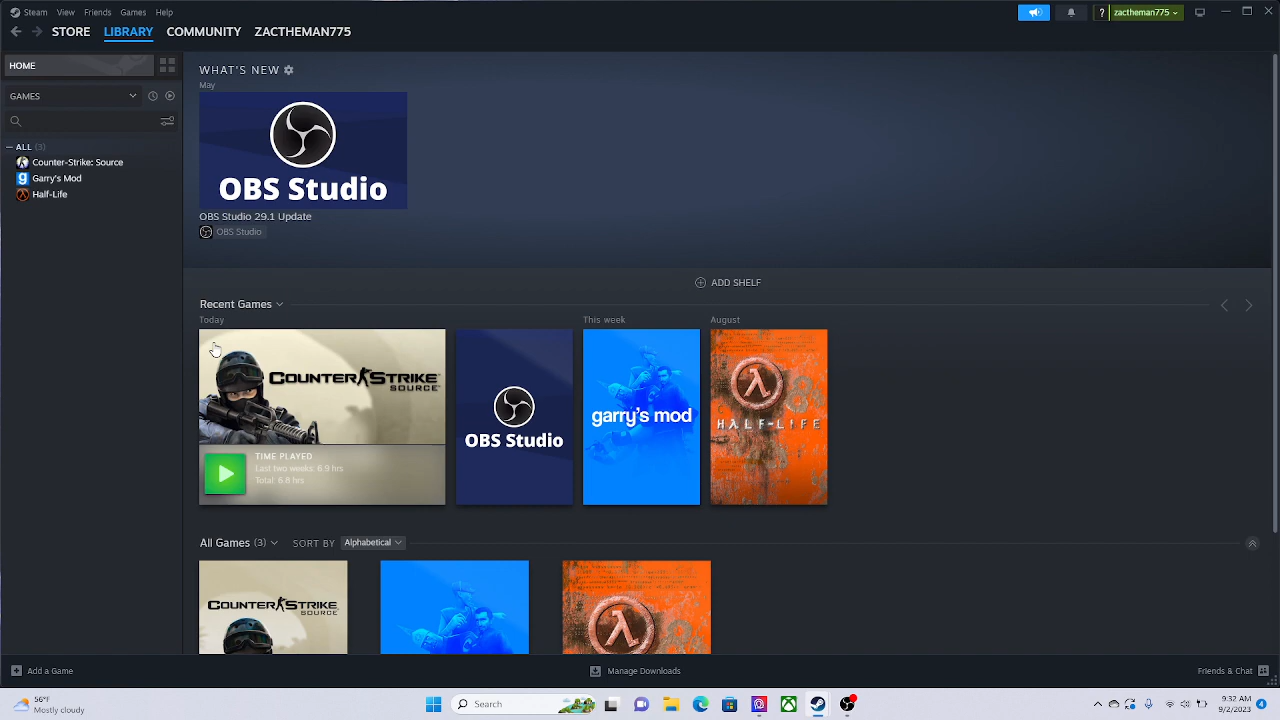 Steam View Friends Games Help
? zactheman775
STORE LIBRARY COMMUNITY ZACTHEMAN775
HOME
GAMES
ALL (3)
Counter-Strike: Source
Garry's Mod
Half-Life
WHAT'S NEW
May
OBS Studio
OBS Studio 29.1 Update
OBS Studio
ADD SHELF
Recent Games
Today
This week
August
COUNTER STRIKE
SOURCE
TIME PLAYED
Last two weeks: 6.9 hrs
Total: 6.8 hrs
OBS Studio
garry's mod
HΛLF-LIFE
All Games (3) SORT BY Alphabetical
COUNTER STRIKE
SOURCE
Add a Game
Manage Downloads
Friends & Chat
56°F
Mostlycloudy
Search
9:32 AM
9/2/2023
4